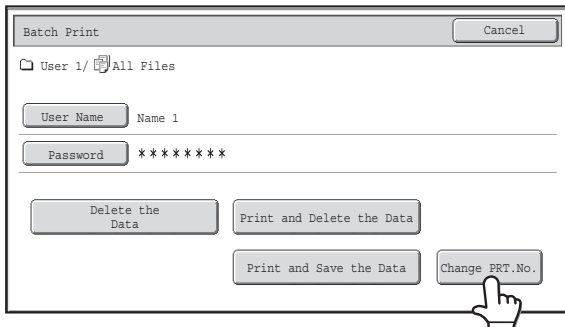 Batch Print
Cancel
User 1/ All Files
User Name Name 1
Password ********
Delete the
Data
Print and Delete the Data
Print and Save the Data
Change PRT.No.